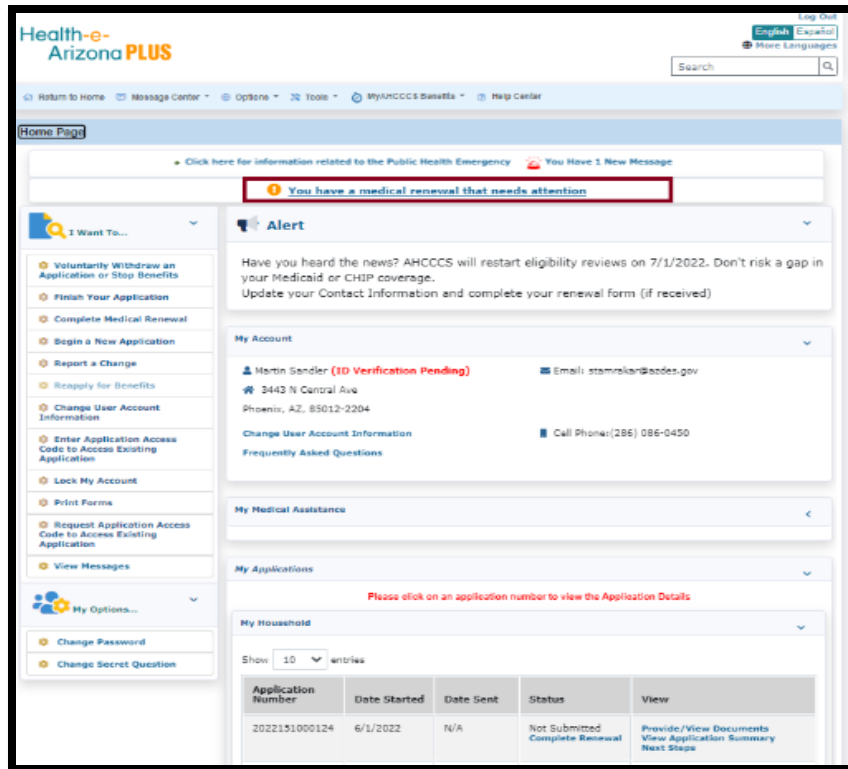 Log Out
Health-e-
Arizona PLUS
English Español
More Languages
Search
Return to Home Message Center Options Tools MyAHCCCS Benefits Help Center
Home Page
Click here for information related to the Public Health Emergency You Have 1 New Message
You have a medical renewal that needs attention
I Want To...
Voluntarily Withdraw an
Application or Stop Benefits
Finish Your Application
Complete Medical Renewal
Begin a New Application
Report a Change
Reapply for Benefits
Change User Account
Information
Enter Application Access
Code to Access Existing
Application
Lock My Account
Print Forms
Request Application Access
Code to Access Existing
Application
View Messages
My Options...
Change Password
Change Secret Question
Alert
Have you heard the news? AHCCCS will restart eligibility reviews on 7/1/2022. Don't risk a gap in
your Medicaid or CHIP coverage.
Update your Contact Information and complete your renewal form (if received)
My Account
Martin Sandler (ID Verification Pending)
Email: stamrakar@azdes.gov
3443 N Central Ave
Phoenix, AZ, 85012-2204
Change User Account Information
Cell Phone:(286) 086-0450
Frequently Asked Questions
My Medical Assistance
My Applications
Please click on an application number to view the Application Details
My Household
Show 10 entries
Application
Number Date Started Date Sent Status View
2022151000124 6/1/2022 N/A Not Submitted Provide/View Documents
Complete Renewal View Application Summary
Next Steps